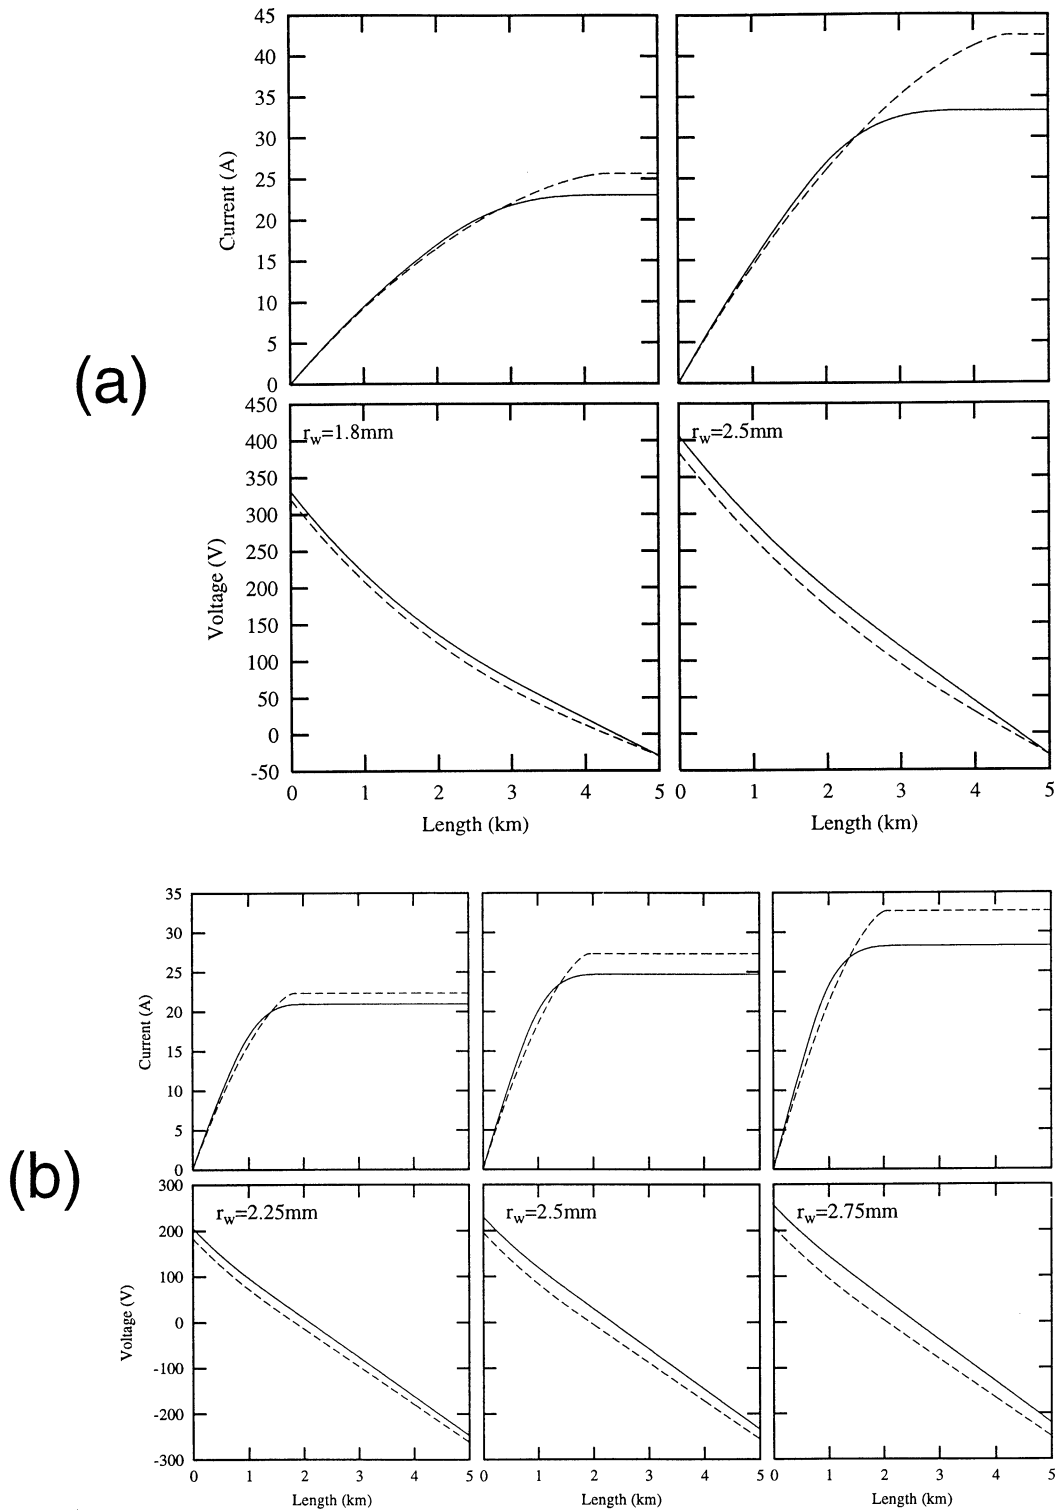 (a)
Current (A)
45
40
35
30
25
20
15
10
5
0
Voltage (V)
450
400
350
300
250
200
150
100
50
0
-50
r_w=1.8mm
r_w=2.5mm
0 1 2 3 4 5
0 1 2 3 4 5
Length (km)
Length (km)
(b)
Current (A)
35
30
25
20
15
10
5
0
Voltage (V)
300
200
100
0
-100
-200
-300
r_w=2.25mm
r_w=2.5mm
r_w=2.75mm
0 1 2 3 4 5
0 1 2 3 4 5
0 1 2 3 4 5
Length (km)
Length (km)
Length (km)